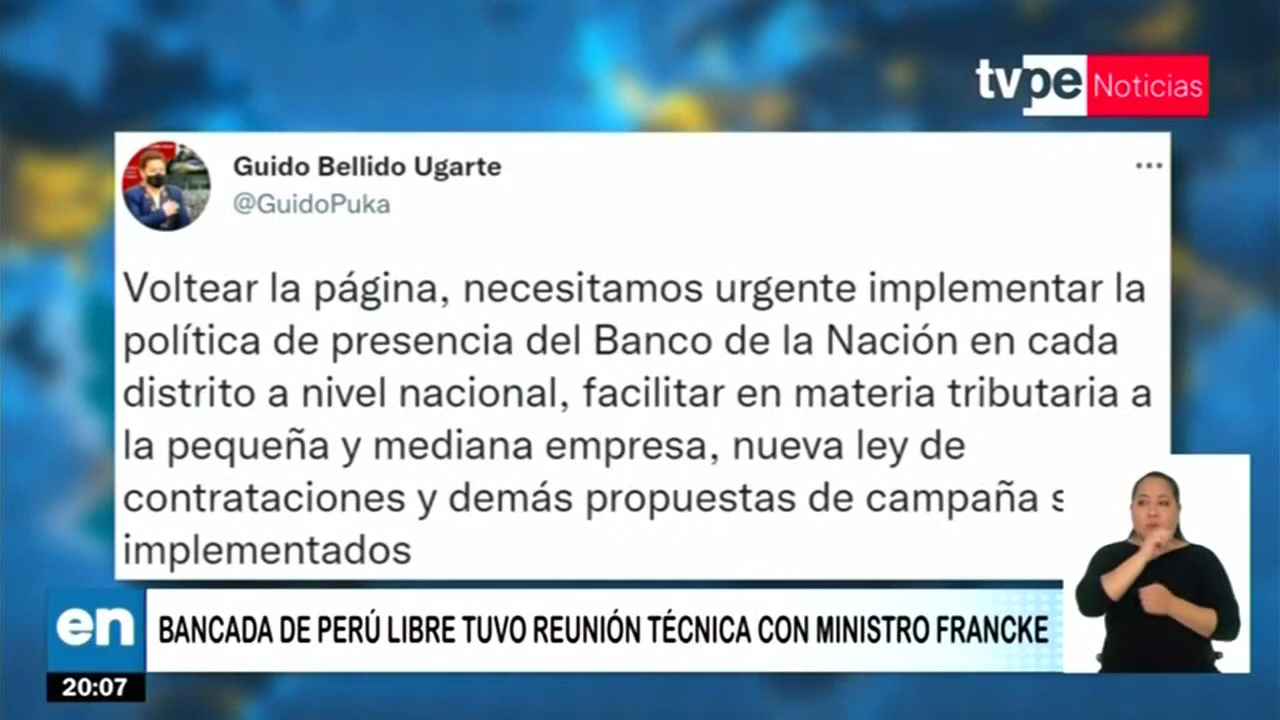 tvpe Noticias
Guido Bellido Ugarte
@GuidoPuka
Voltear la página, necesitamos urgente implementar la
política de presencia del Banco de la Nación en cada
distrito a nivel nacional, facilitar en materia tributaria a
la pequeña y mediana empresa, nueva ley de
contrataciones y demás propuestas de campaña
implementados
en BANCADA DE PERÚ LIBRE TUVO REUNIÓN TÉCNICA CON MINISTRO FRANCKE
20:07